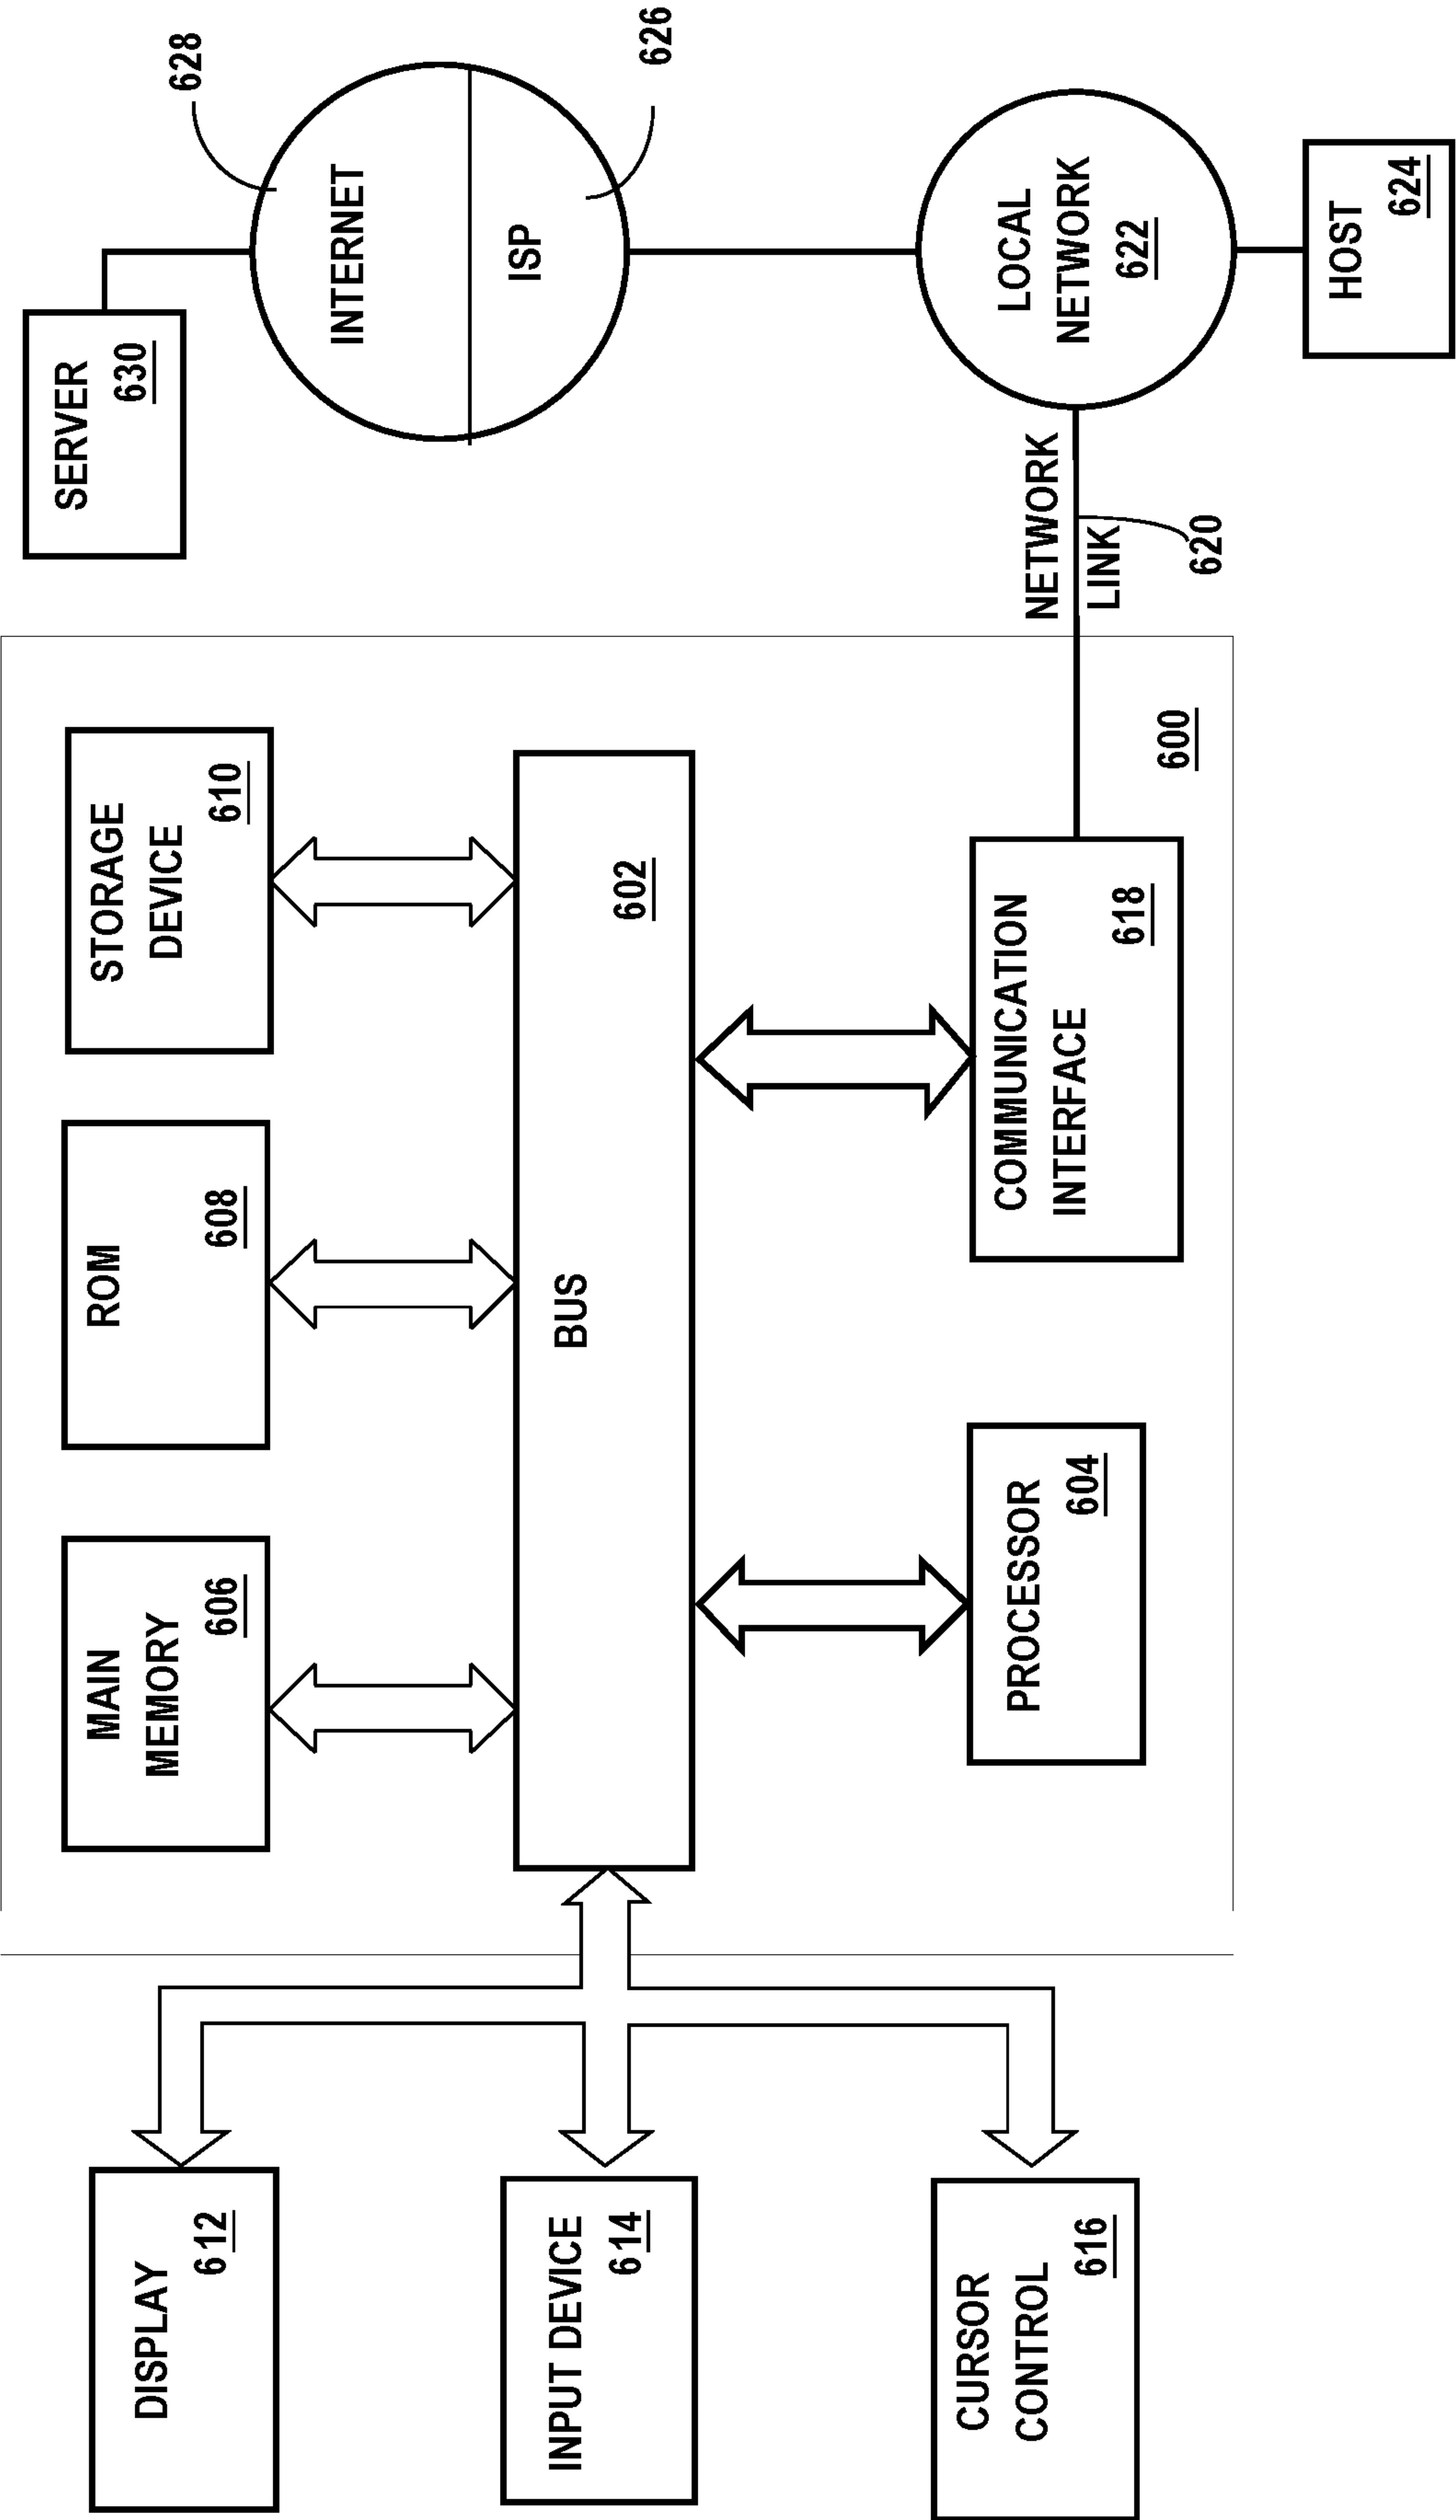 DISPLAY
612
INPUT DEVICE
614
CURSOR
CONTROL
616
MAIN
MEMORY
606
ROM
608
STORAGE
DEVICE
610
BUS
602
PROCESSOR
604
COMMUNICATION
INTERFACE
618
600
SERVER
630
628
INTERNET
ISP
626
NETWORK
LINK
620
LOCAL
NETWORK
622
HOST
624